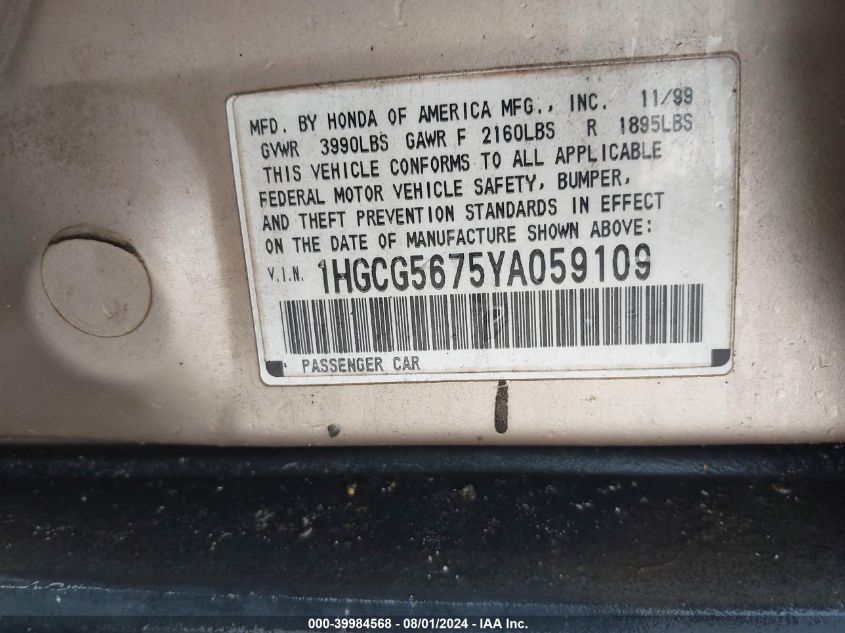 MFD. BY HONDA OF AMERICA MFG., INC. 11/99
GVWR 3990LBS GAWR F 2160LBS R 1895LBS
THIS VEHICLE CONFORMS TO ALL APPLICABLE
FEDERAL MOTOR VEHICLE SAFETY, BUMPER,
AND THEFT PREVENTION STANDARDS IN EFFECT
ON THE DATE OF MANUFACTURE SHOWN ABOVE:
V.I.N. 1HGCG5675YA059109
PASSENGER CAR
000-39984568 - 08/01/2024 - IAA Inc.